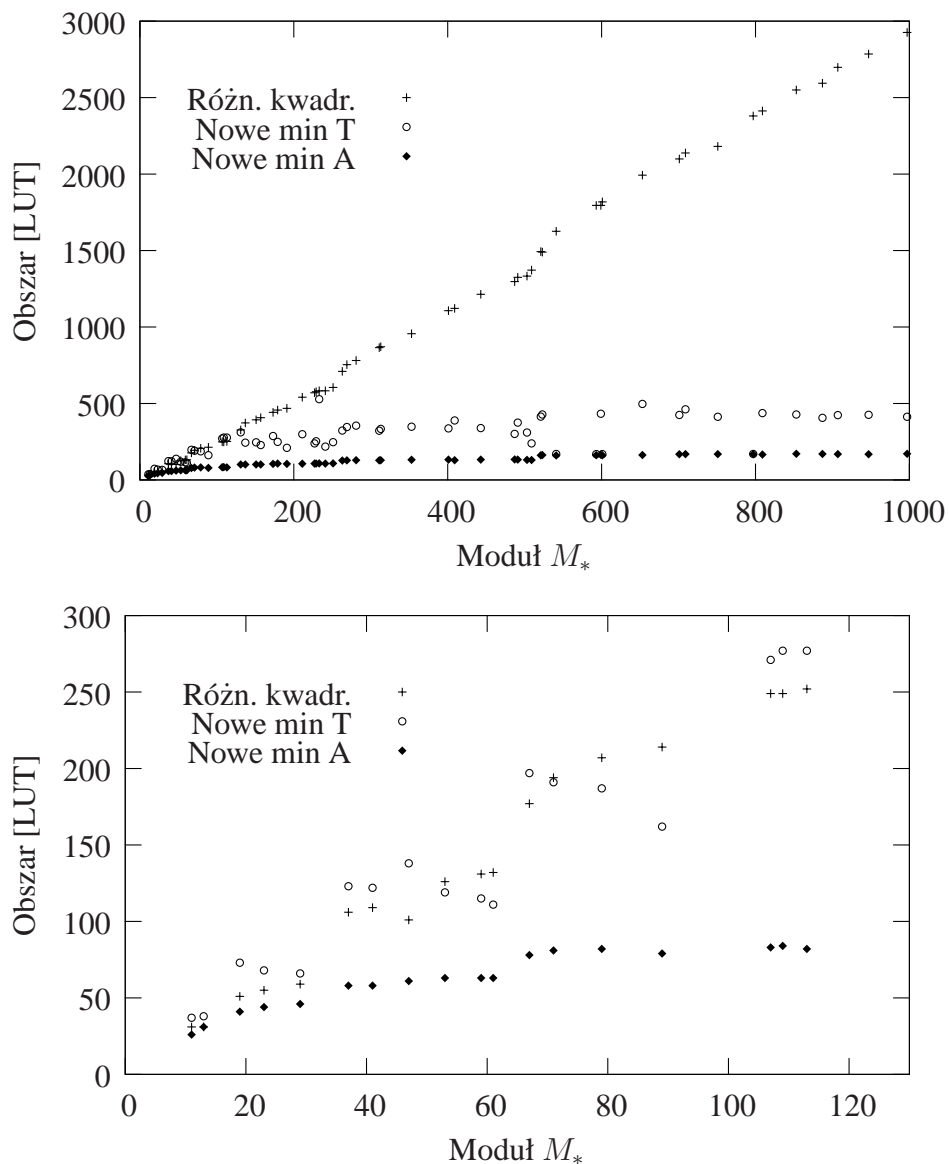 3000
2500
2000
1500
1000
500
0
Obszar [LUT]
Różn. kwadr.
Nowe min T
Nowe min A
0 200 400 600 800 1000
Moduł M*
300
250
200
150
100
50
0
Obszar [LUT]
Różn. kwadr.
Nowe min T
Nowe min A
0 20 40 60 80 100 120
Moduł M*